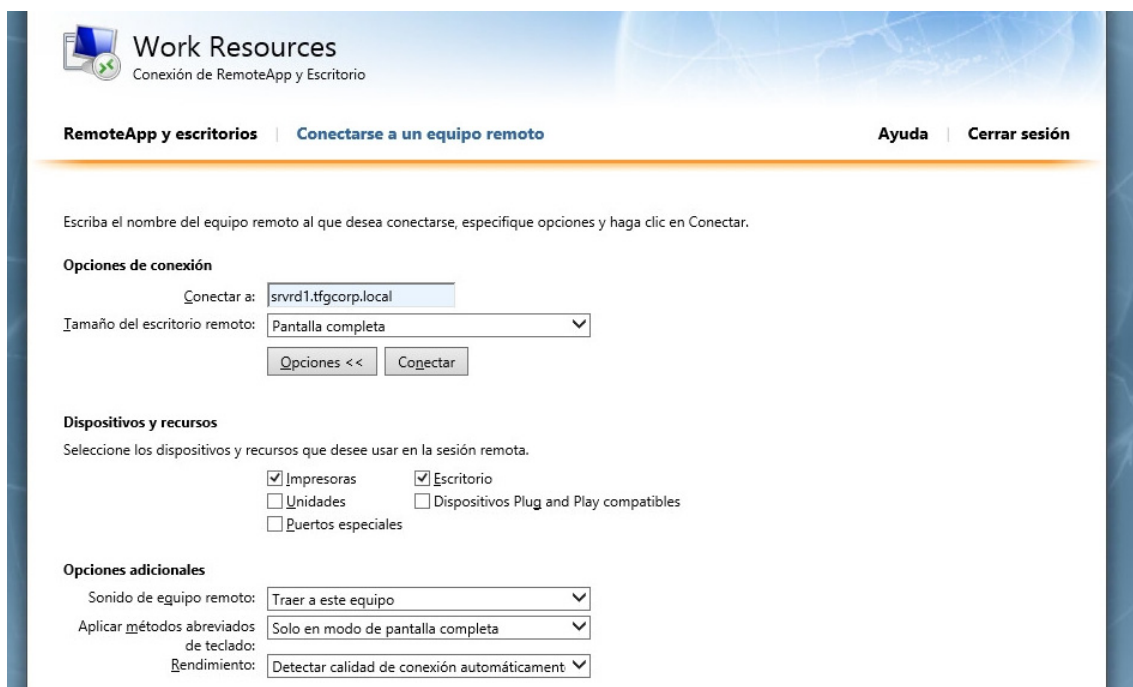 Work Resources
Conexión de RemoteApp y Escritorio
RemoteApp y escritorios | Conectarse a un equipo remoto Ayuda | Cerrar sesión
Escriba el nombre del equipo remoto al que desea conectarse, especifique opciones y haga clic en Conectar.
Opciones de conexión
Conectar a: srvrd1.tfgcorp.local
Tamaño del escritorio remoto: Pantalla completa
Opciones << Conectar
Dispositivos y recursos
Seleccione los dispositivos y recursos que desee usar en la sesión remota.
Impresoras Escritorio
Unidades Dispositivos Plug and Play compatibles
Puertos especiales
Opciones adicionales
Sonido de equipo remoto: Traer a este equipo
Aplicar métodos abreviados Solo en modo de pantalla completa
de teclado:
Rendimiento: Detectar calidad de conexión automáticament